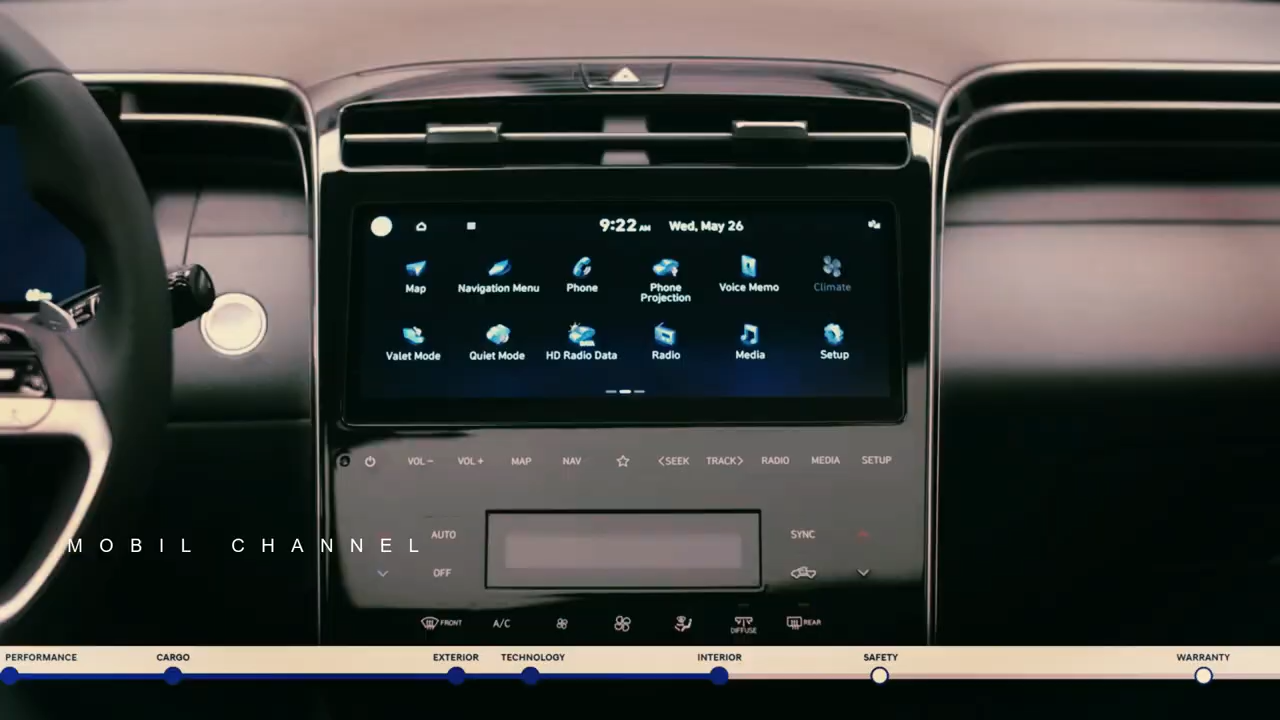 9:22 AM Wed, May 26
Map Navigation Menu Phone Phone Projection Voice Memo Climate
Valet Mode Quiet Mode HD Radio Data Radio Media Setup
VOL− VOL+ MAP NAV <SEEK TRACK> RADIO MEDIA SETUP
AUTO SYNC
MOBIL CHANNEL
OFF
FRONT A/C DIFFUSE REAR
PERFORMANCE CARGO EXTERIOR TECHNOLOGY INTERIOR SAFETY WARRANTY